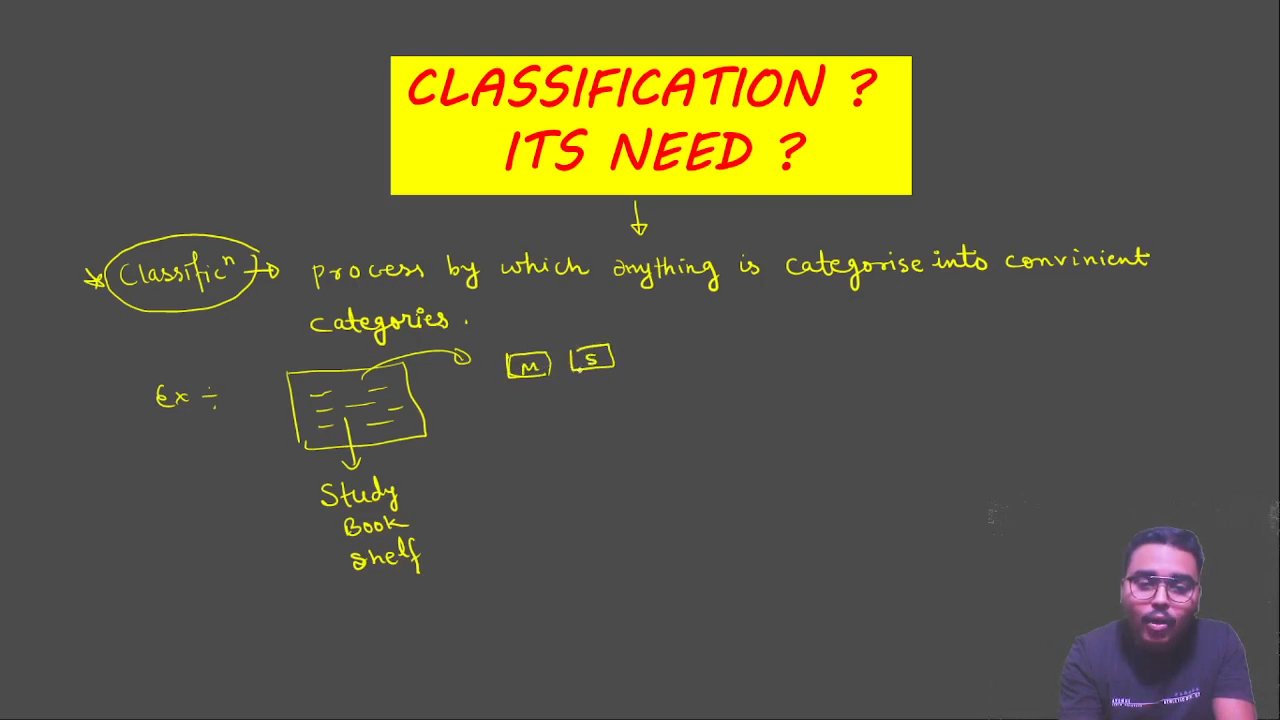 CLASSIFICATION ?
ITS NEED ?
Classificⁿ → process by which anything is categorise into convinient
categories.
M S
Ex ÷
Study
Book
Shelf